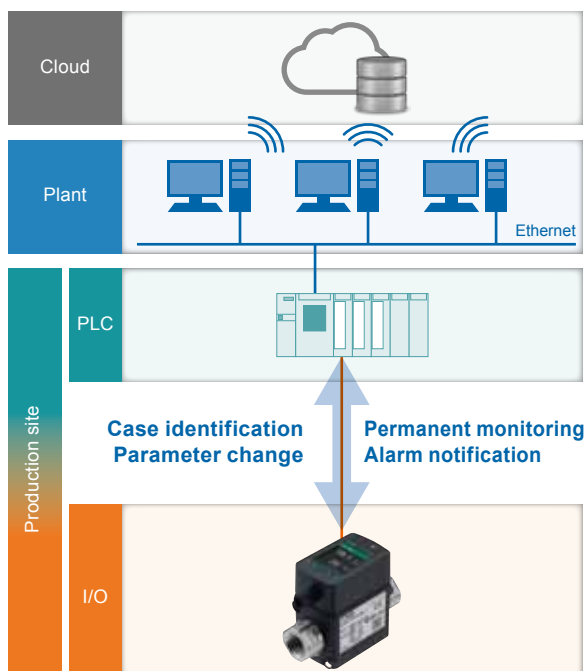 Cloud
Plant
Ethernet
Production site
PLC
Case identification
Parameter change
Permanent monitoring
Alarm notification
I/O